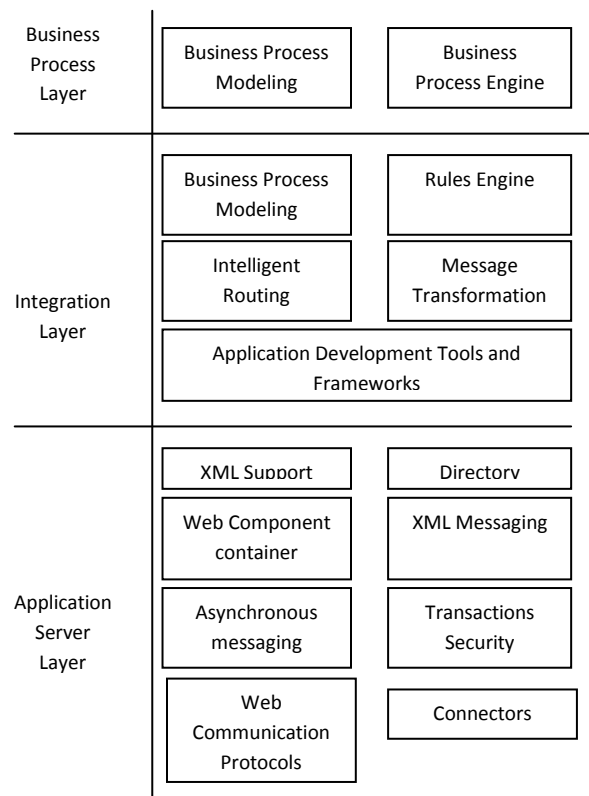 Business
Process
Layer
Business Process
Modeling
Business
Process Engine
Integration
Layer
Business Process
Modeling
Rules Engine
Intelligent
Routing
Message
Transformation
Application Development Tools and
Frameworks
Application
Server
Layer
XML Support
Directory
Web Component
container
XML Messaging
Asynchronous
messaging
Transactions
Security
Web
Communication
Protocols
Connectors